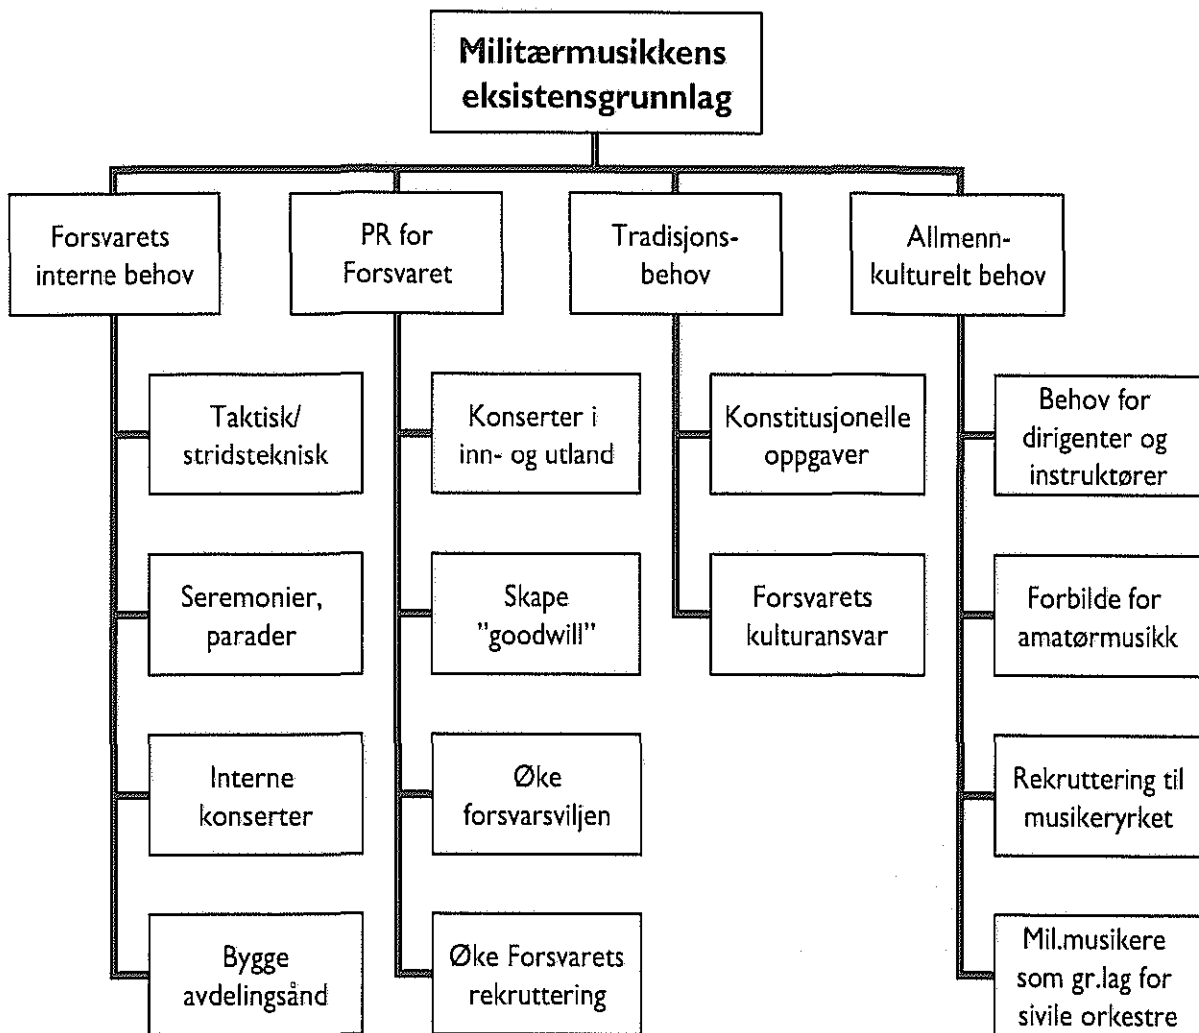 Militærmusikkens
eksistensgrunnlag
Forsvarets
interne behov
PR for
Forsvaret
Tradisjons-
behov
Allmenn-
kulturelt behov
Taktisk/
stridsteknisk
Seremonier,
parader
Interne
konserter
Bygge
avdelingsånd
Konserter i
inn- og utland
Skape
"goodwill"
Øke
forsvarsviljen
Øke Forsvarets
rekruttering
Konstitusjonelle
oppgaver
Forsvarets
kulturansvar
Behov for
dirigenter og
instruktører
Forbilde for
amatørmusikk
Rekruttering til
musikeryrket
Mil.musikere
som gr.lag for
sivile orkestre